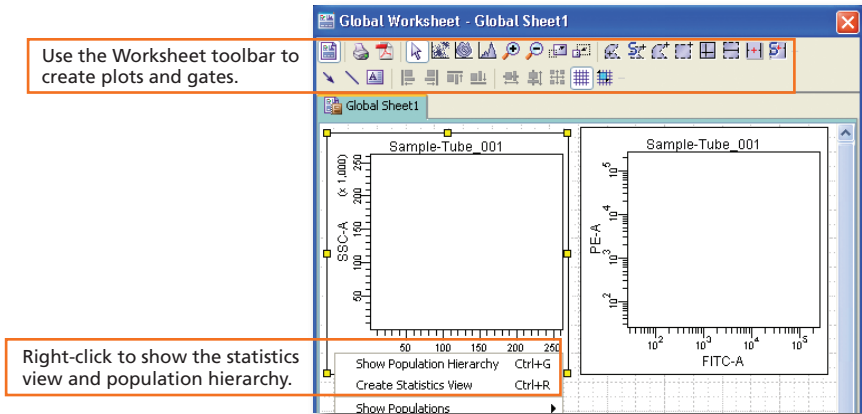 Global Worksheet - Global Sheet1
Use the Worksheet toolbar to
create plots and gates.
Global Sheet1
Sample-Tube_001
(x 1,000)
SSC-A
250
200
150
100
50
50 100 150 200 250
Sample-Tube_001
PE-A
10^5
10^4
10^3
10^2
10^2 10^3 10^4 10^5
FITC-A
Right-click to show the statistics
view and population hierarchy.
Show Population Hierarchy Ctrl+G
Create Statistics View Ctrl+R
Show Populations